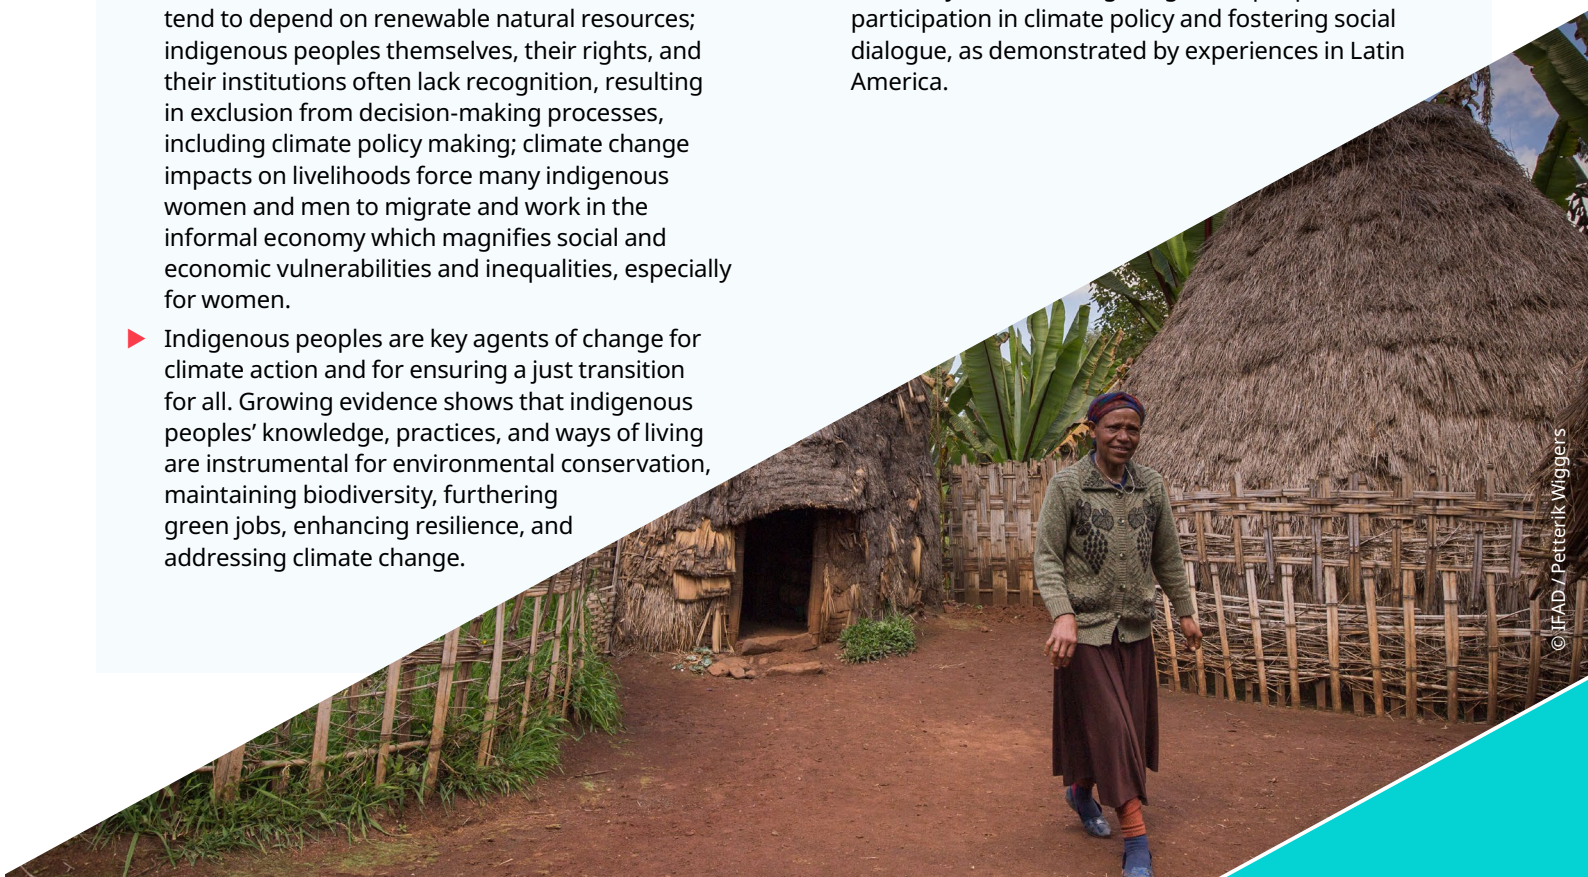 tend to depend on renewable natural resources;
indigenous peoples themselves, their rights, and
their institutions often lack recognition, resulting
in exclusion from decision-making processes,
including climate policy making; climate change
impacts on livelihoods force many indigenous
women and men to migrate and work in the
informal economy which magnifies social and
economic vulnerabilities and inequalities, especially
for women.
Indigenous peoples are key agents of change for
climate action and for ensuring a just transition
for all. Growing evidence shows that indigenous
peoples’ knowledge, practices, and ways of living
are instrumental for environmental conservation,
maintaining biodiversity, furthering
green jobs, enhancing resilience, and
addressing climate change.
participation in climate policy and fostering social
dialogue, as demonstrated by experiences in Latin
America.
© IFAD / Petterik Wiggers